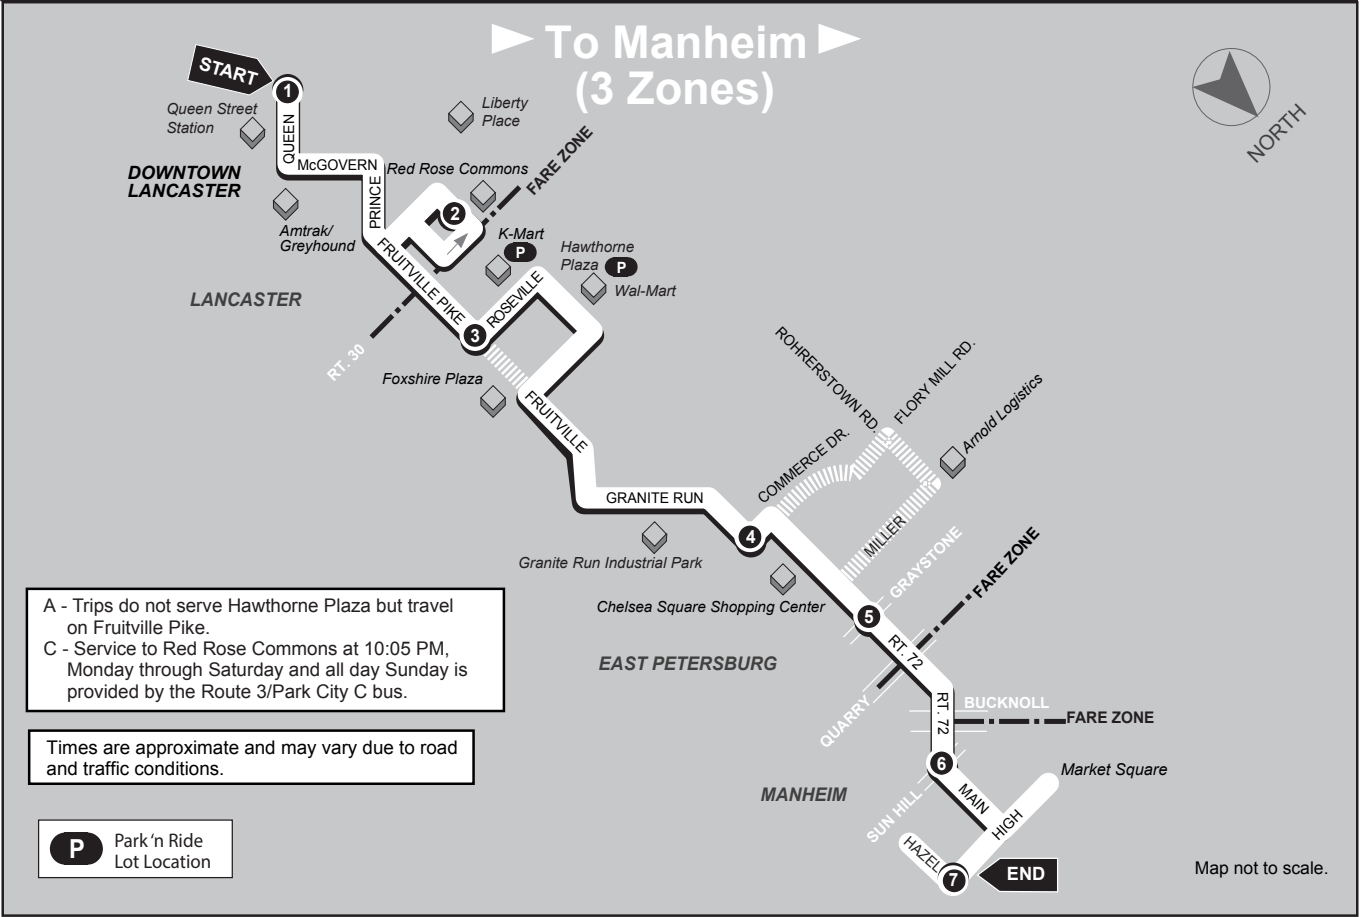 To Manheim
(3 Zones)
START
1
Queen Street
Station
QUEEN
McGOVERN
DOWNTOWN
LANCASTER
PRINCE
Amtrak/
Greyhound
Liberty
Place
Red Rose Commons
2
FARE ZONE
NORTH
FRUITVILLE PIKE
LANCASTER
RT. 30
K-Mart
P
Hawthorne
Plaza
P
Wal-Mart
3
ROSEVILLE
Foxshire Plaza
FRUITVILLE
GRANITE RUN
Granite Run Industrial Park
4
COMMERCE DR.
ROHRERSTOWN RD.
FLORY MILL RD.
Arnold Logistics
MILLER
GRAYSTONE
FARE ZONE
Chelsea Square Shopping Center
5
EAST PETERSBURG
RT. 72
QUARRY
RT. 72
BUCKNOLL
FARE ZONE
6
MANHEIM
SUN HILL
MAIN
Market Square
HIGH
HAZEL
7
END
A - Trips do not serve Hawthorne Plaza but travel
on Fruitville Pike.
C - Service to Red Rose Commons at 10:05 PM,
Monday through Saturday and all day Sunday is
provided by the Route 3/Park City C bus.
Times are approximate and may vary due to road
and traffic conditions.
P
Park 'n Ride
Lot Location
Map not to scale.